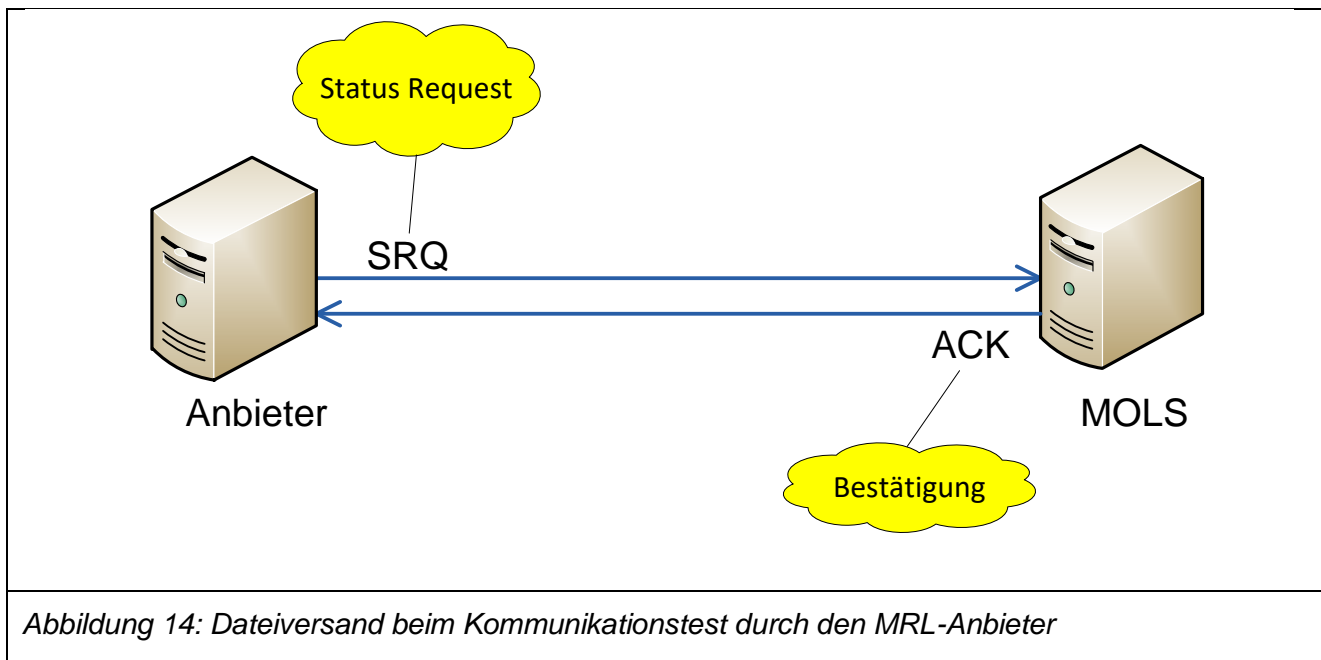 Status Request
SRQ
ACK
Anbieter
MOLS
Bestätigung
Abbildung 14: Dateiversand beim Kommunikationstest durch den MRL-Anbieter